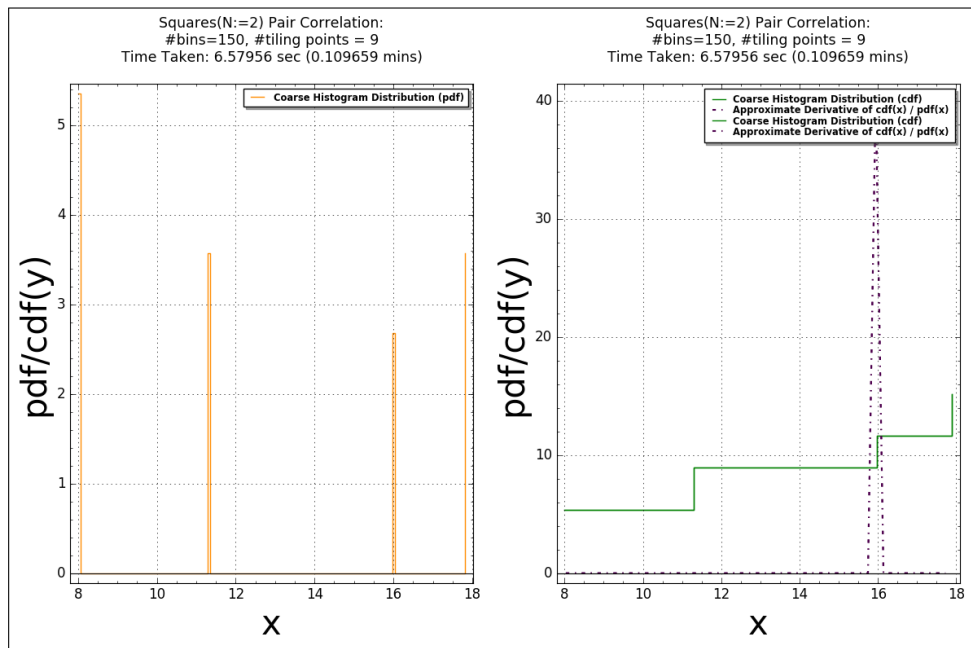 Squares(N:=2) Pair Correlation:
#bins=150, #tiling points = 9
Time Taken: 6.57956 sec (0.109659 mins)
Coarse Histogram Distribution (pdf)
pdf/cdf(y)
5
4
3
2
1
0
8 10 12 14 16 18
x
Squares(N:=2) Pair Correlation:
#bins=150, #tiling points = 9
Time Taken: 6.57956 sec (0.109659 mins)
Coarse Histogram Distribution (cdf)
Approximate Derivative of cdf(x) / pdf(x)
Coarse Histogram Distribution (cdf)
Approximate Derivative of cdf(x) / pdf(x)
pdf/cdf(y)
40
30
20
10
0
8 10 12 14 16 18
x